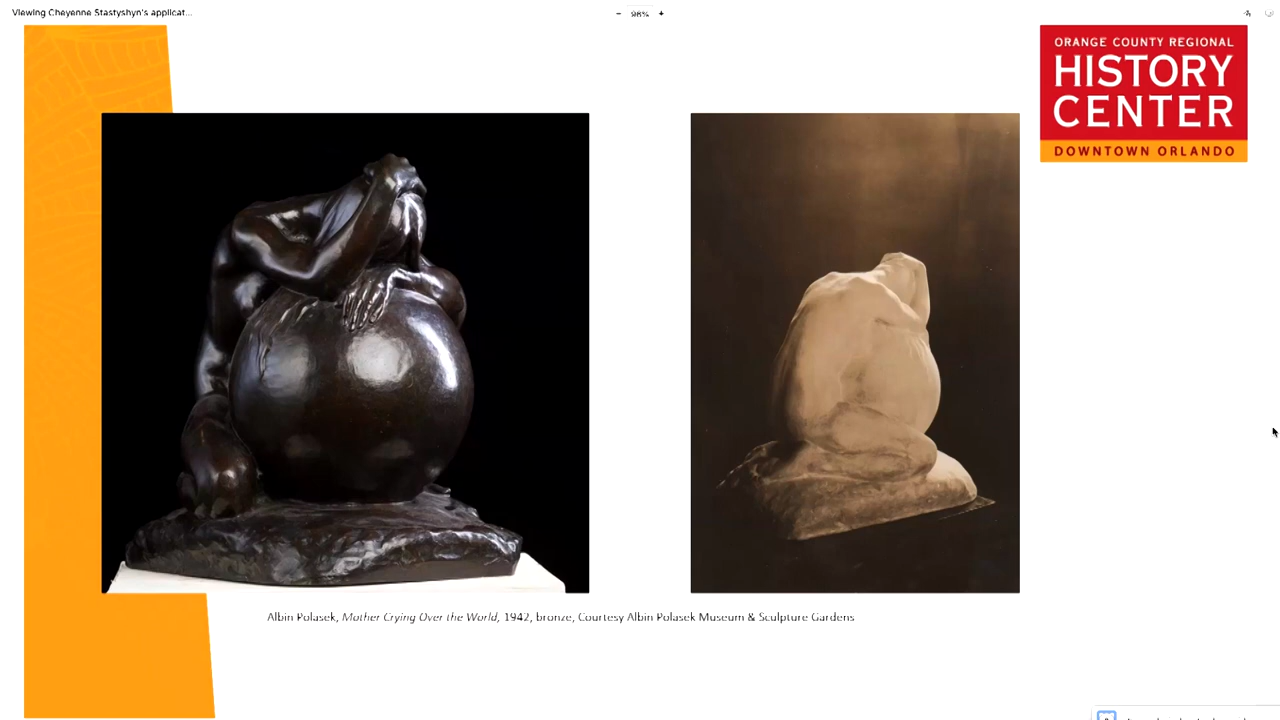 Viewing Cheyenne Stastyshyn's applicat...
− 96% +
ORANGE COUNTY REGIONAL
HISTORY
CENTER
DOWNTOWN ORLANDO
Albin Polasek, Mother Crying Over the World, 1942, bronze, Courtesy Albin Polasek Museum & Sculpture Gardens